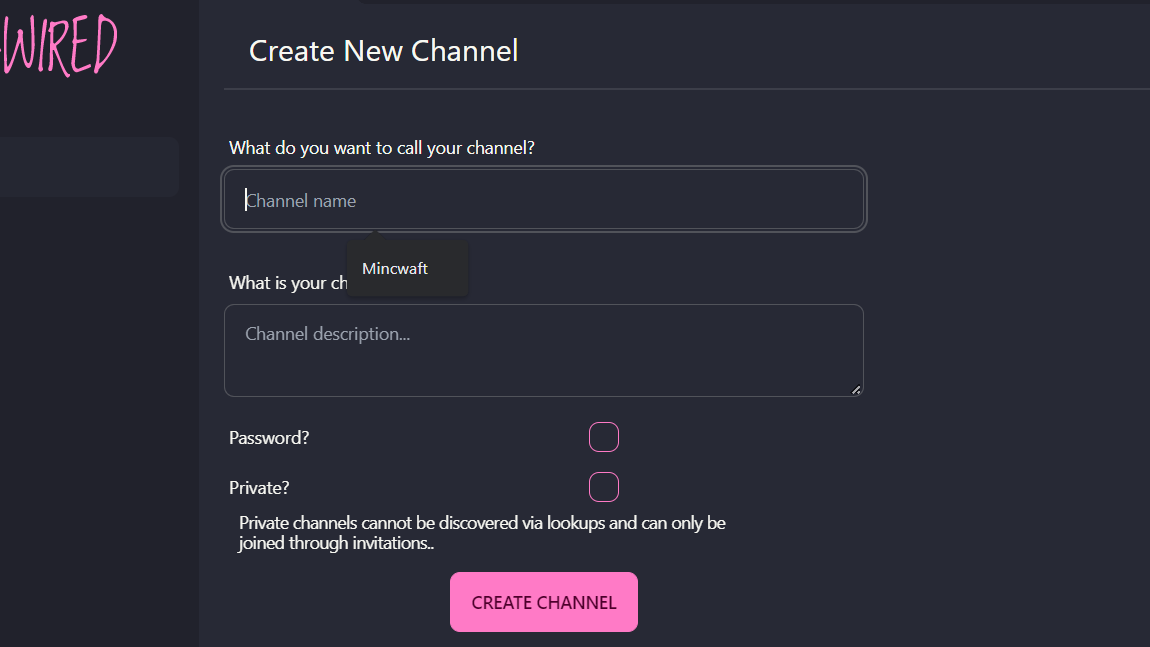 WIRED
Create New Channel
What do you want to call your channel?
Channel name
Mincwaft
What is your ch
Channel description...
Password?
Private?
Private channels cannot be discovered via lookups and can only be
joined through invitations..
CREATE CHANNEL